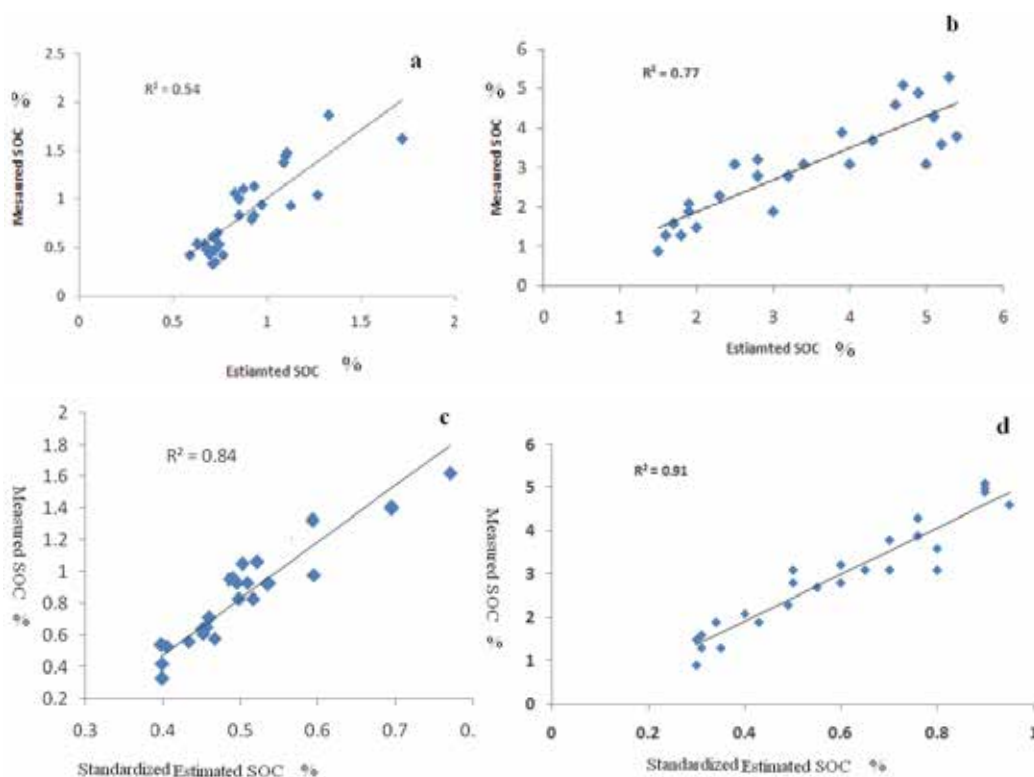 a
2.5
2
1.5
1
0.5
0
R² = 0.54
Mesaured SOC %
0 0.5 1 1.5 2
Estiamted SOC %
b
6
5
4
3
2
1
0
R² = 0.77
Mesaured SOC %
0 1 2 3 4 5 6
Estiamted SOC %
c
2
1.8
1.6
1.4
1.2
1
0.8
0.6
0.4
0.2
R² = 0.84
Measured SOC %
0.3 0.4 0.5 0.6 0.7 0.
Standardized Estimated SOC %
d
6
5
4
3
2
1
0
R² = 0.91
Measured SOC %
0 0.2 0.4 0.6 0.8 1
Standardized Estimated SOC %